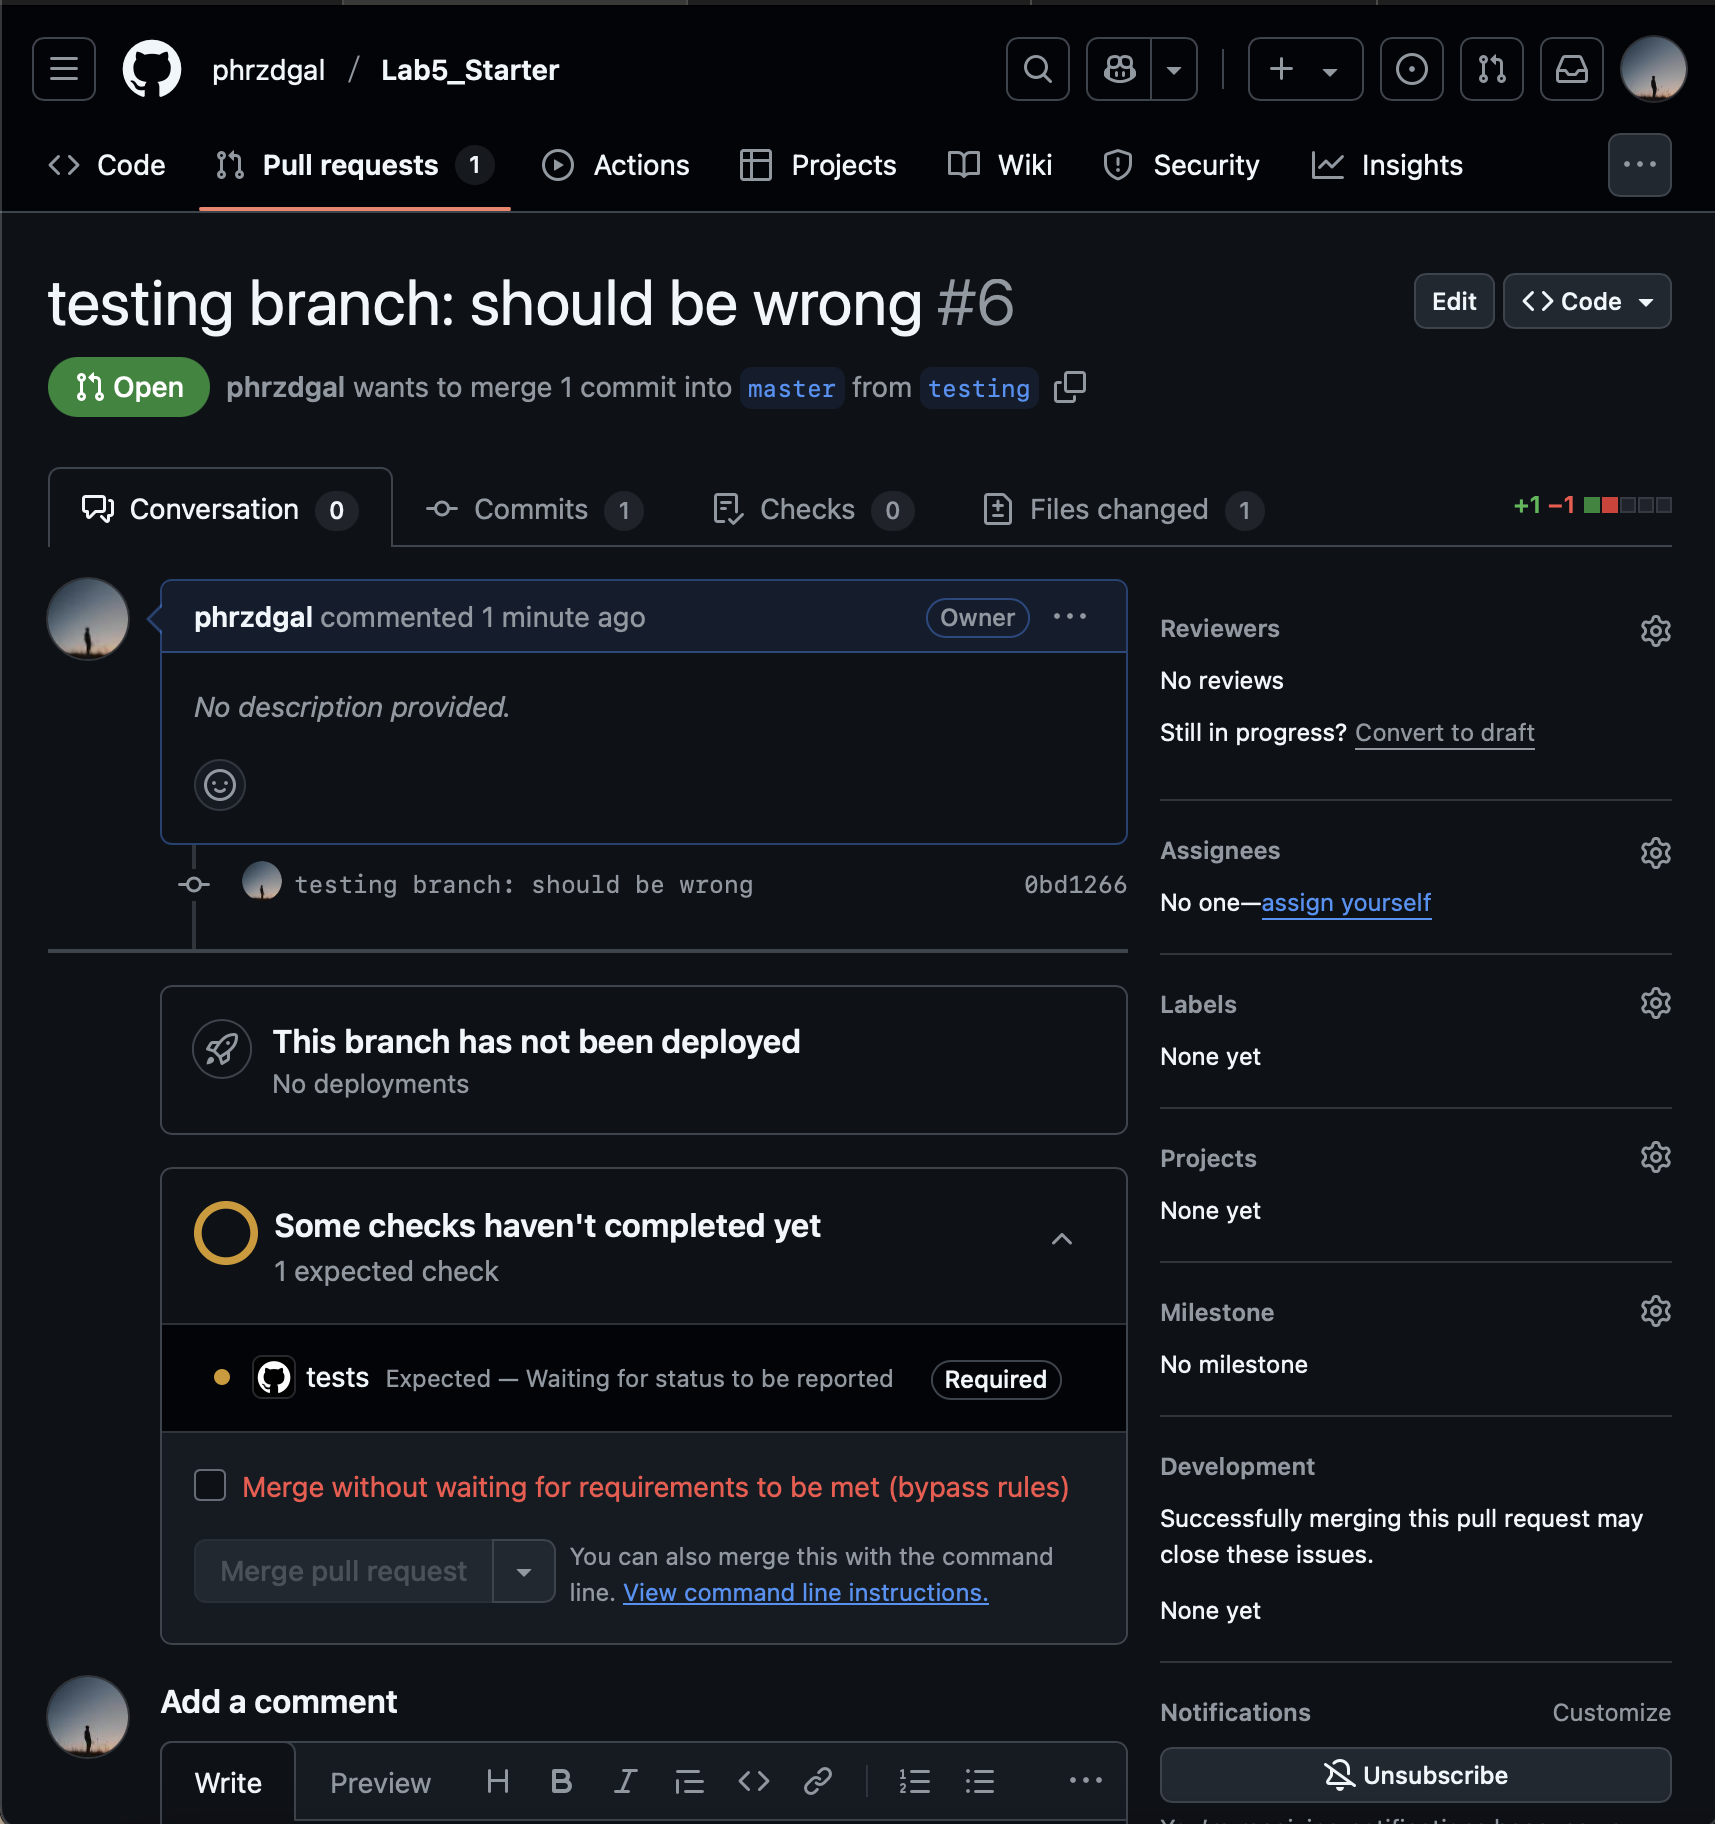 phrzdgal / Lab5_Starter
Code
Pull requests 1
Actions
Projects
Wiki
Security
Insights
testing branch: should be wrong #6
Edit
Code
Open
phrzdgal wants to merge 1 commit into master from testing
Conversation 0
Commits 1
Checks 0
Files changed 1
+1 −1
phrzdgal commented 1 minute ago
Owner
No description provided.
testing branch: should be wrong
0bd1266
This branch has not been deployed
No deployments
Some checks haven't completed yet
1 expected check
tests Expected — Waiting for status to be reported
Required
Merge without waiting for requirements to be met (bypass rules)
Merge pull request
You can also merge this with the command
line. View command line instructions.
Add a comment
Write
Preview
Reviewers
No reviews
Still in progress? Convert to draft
Assignees
No one—assign yourself
Labels
None yet
Projects
None yet
Milestone
No milestone
Development
Successfully merging this pull request may
close these issues.
None yet
Notifications
Customize
Unsubscribe